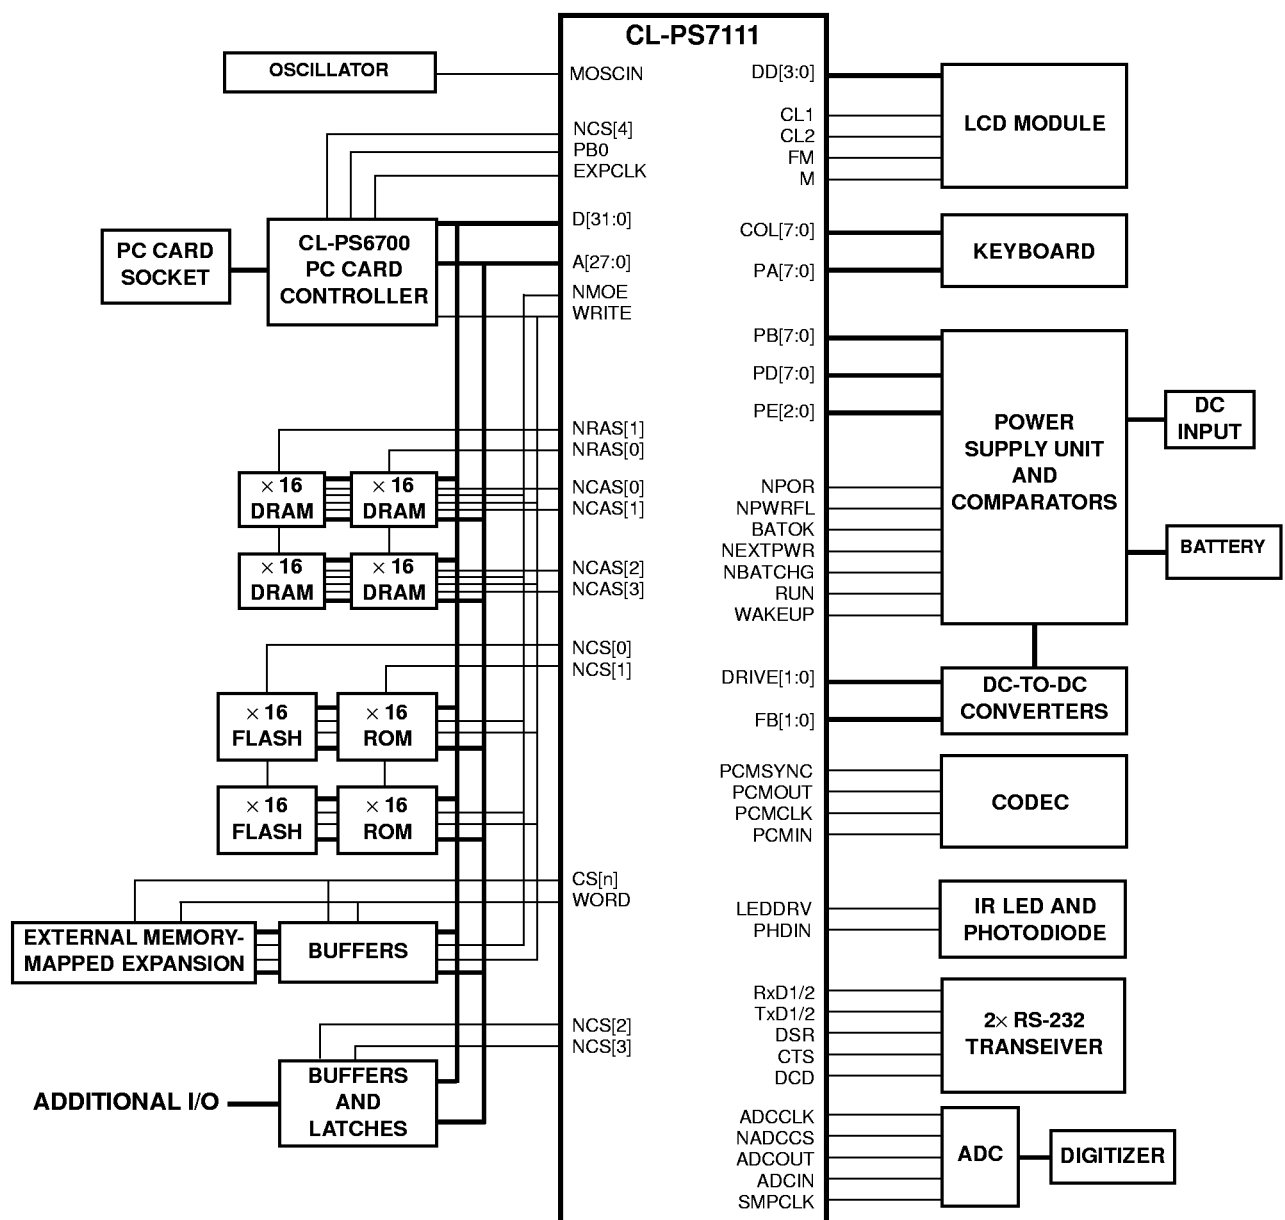 CL-PS7111
OSCILLATOR
MOSCIN
NCS[4]
PB0
EXPCLK
D[31:0]
A[27:0]
NMOE
WRITE
PC CARD
SOCKET
CL-PS6700
PC CARD
CONTROLLER
NRAS[1]
NRAS[0]
NCAS[0]
NCAS[1]
NCAS[2]
NCAS[3]
× 16
DRAM
× 16
DRAM
× 16
DRAM
× 16
DRAM
NCS[0]
NCS[1]
× 16
FLASH
× 16
ROM
× 16
FLASH
× 16
ROM
CS[n]
WORD
EXTERNAL MEMORY-
MAPPED EXPANSION
BUFFERS
NCS[2]
NCS[3]
ADDITIONAL I/O
BUFFERS
AND
LATCHES
DD[3:0]
CL1
CL2
FM
M
LCD MODULE
COL[7:0]
PA[7:0]
KEYBOARD
PB[7:0]
PD[7:0]
PE[2:0]
NPOR
NPWRFL
BATOK
NEXTPWR
NBATCHG
RUN
WAKEUP
POWER
SUPPLY UNIT
AND
COMPARATORS
DC
INPUT
BATTERY
DRIVE[1:0]
FB[1:0]
DC-TO-DC
CONVERTERS
PCMSYNC
PCMOUT
PCMCLK
PCMIN
CODEC
LEDDRV
PHDIN
IR LED AND
PHOTODIODE
RxD1/2
TxD1/2
DSR
CTS
DCD
2× RS-232
TRANSEIVER
ADCCLK
NADCCS
ADCOUT
ADCIN
SMPCLK
ADC
DIGITIZER